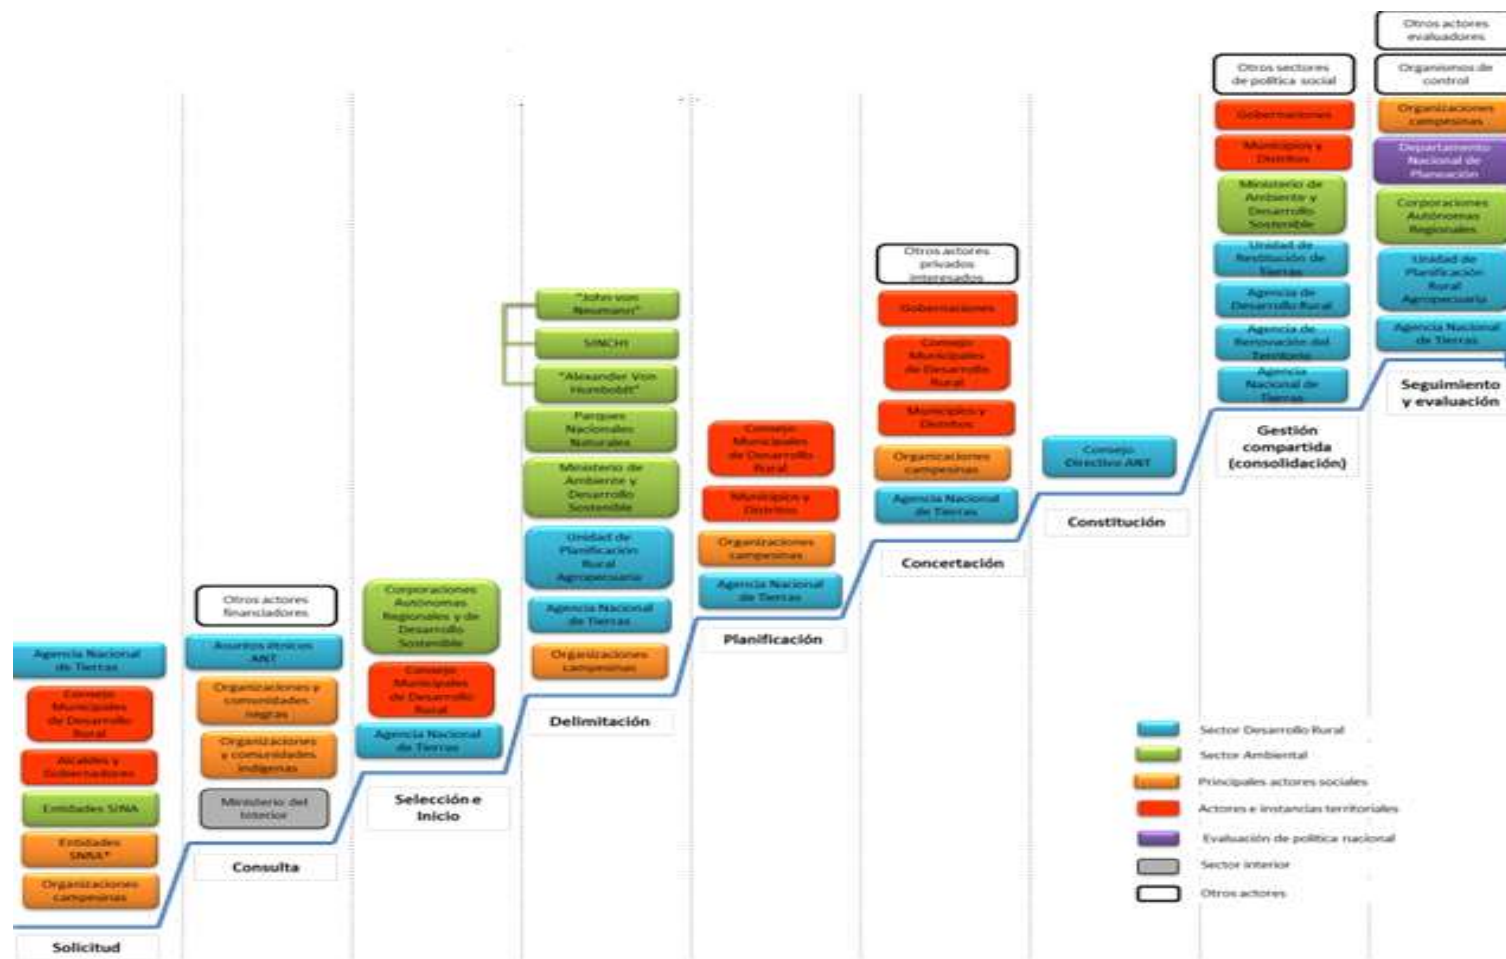 Agencia Nacional
de Tierras
Consejo
Municipales
de Desarrollo
Rural
Alcaldes y
Gobernadores
Entidades SINA
Entidades
SNNA*
Organizaciones
campesinas
Solicitud
Otros actores
financiadores
Asuntos étnicos
ANT
Organizaciones y
comunidades
negras
Organizaciones
y comunidades
indígenas
Ministerio del
Interior
Consulta
Corporaciones
Autónomas
Regionales y de
Desarrollo
Sostenible
Consejo
Municipales
de Desarrollo
Rural
Agencia Nacional
de Tierras
Selección e
Inicio
"John von
Neumann"
SINCHI
"Alexander Von
Humboldt"
Parques
Nacionales
Naturales
Ministerio de
Ambiente y
Desarrollo
Sostenible
Unidad de
Planificación
Rural
Agropecuario
Agencia Nacional
de Tierras
Organizaciones
campesinas
Delimitación
Consejo
Municipales
de Desarrollo
Rural
Municipios y
Distritos
Organizaciones
campesinas
Agencia Nacional
de Tierras
Planificación
Otros actores
privados
interesados
Gobernaciones
Consejo
Municipales
de Desarrollo
Rural
Municipios y
Distritos
Organizaciones
campesinas
Agencia Nacional
de Tierras
Concertación
Consejo
Directivo ANT
Constitución
Otros sectores
de política social
Gobernaciones
Municipios y
Distritos
Ministerio de
Ambiente y
Desarrollo
Sostenible
Unidad de
Restitución de
Tierras
Agencia de
Desarrollo Rural
Agencia de
Renovación del
Territorio
Agencia
Nacional de
Tierras
Gestión
compartida
(consolidación)
Otros actores
evaluadores
Organismos de
control
Organizaciones
campesinas
Departamento
Nacional de
Planeación
Corporaciones
Autónomas
Regionales
Unidad de
Planificación
Rural
Agropecuaria
Agencia Nacional
de Tierras
Seguimiento
y evaluación
Sector Desarrollo Rural
Sector Ambiental
Principales actores sociales
Actores e instancias territoriales
Evaluación de política nacional
Sector interior
Otros actores